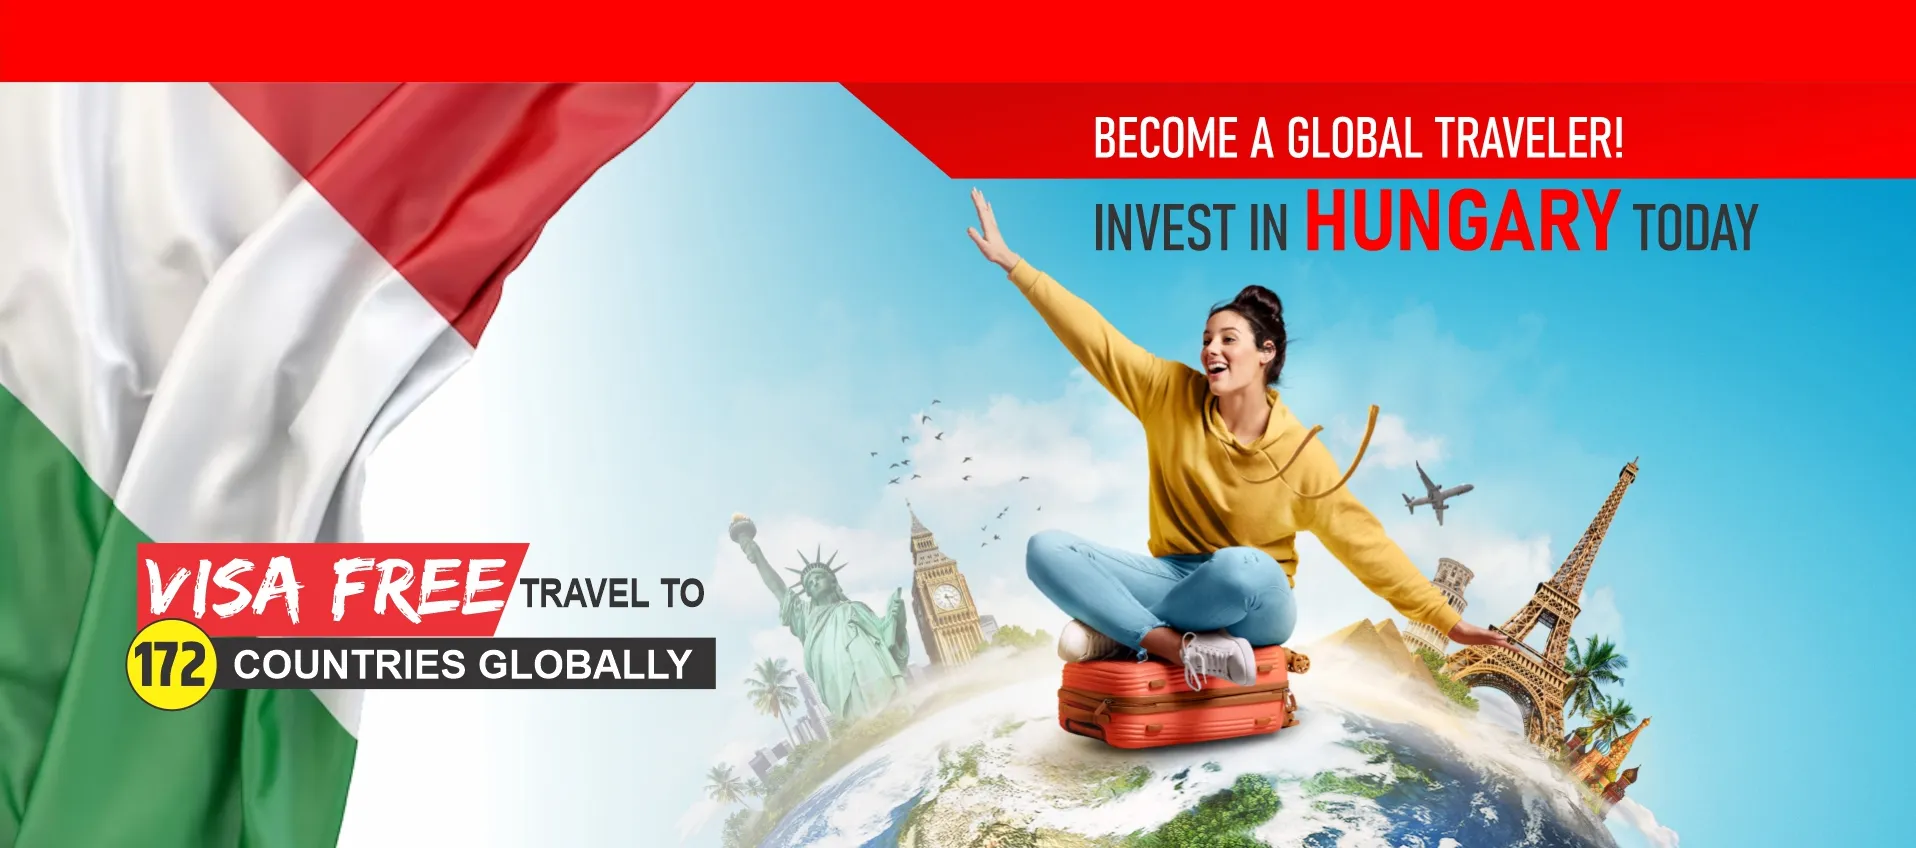 BECOME A GLOBAL TRAVELER!
INVEST IN HUNGARY TODAY
VISA FREE TRAVEL TO
172 COUNTRIES GLOBALLY